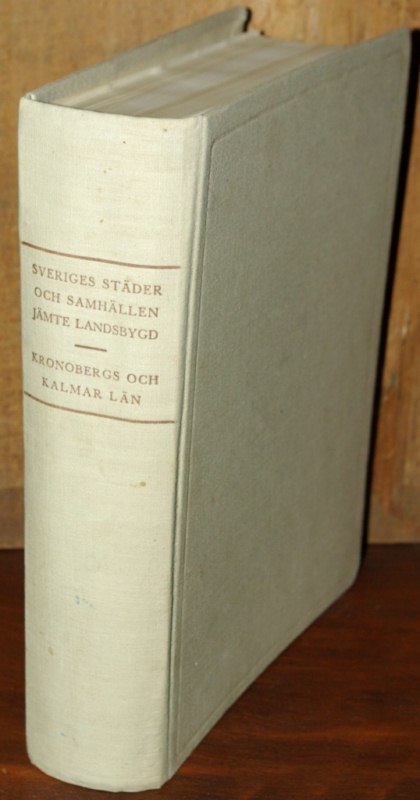 SVERIGES STÄDER
OCH SAMHÄLLEN
JÄMTE LANDSBYGD
KRONOBERGS OCH
KALMAR LÄN